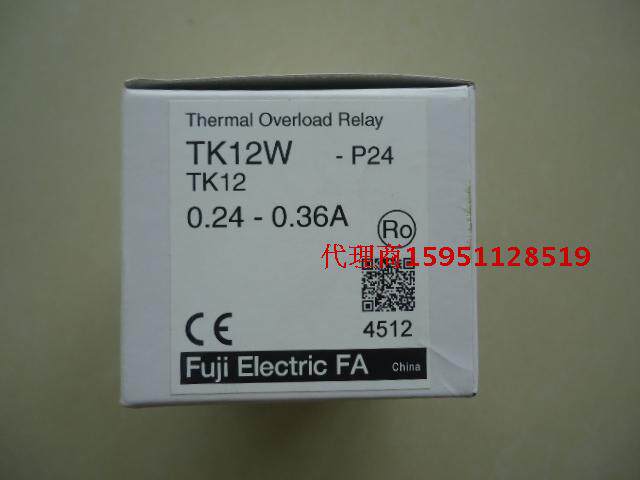 Thermal Overload Relay
TK12W - P24
TK12
0.24 - 0.36A
Ro
代理商15951128519
CE
4512
Fuji Electric FA China